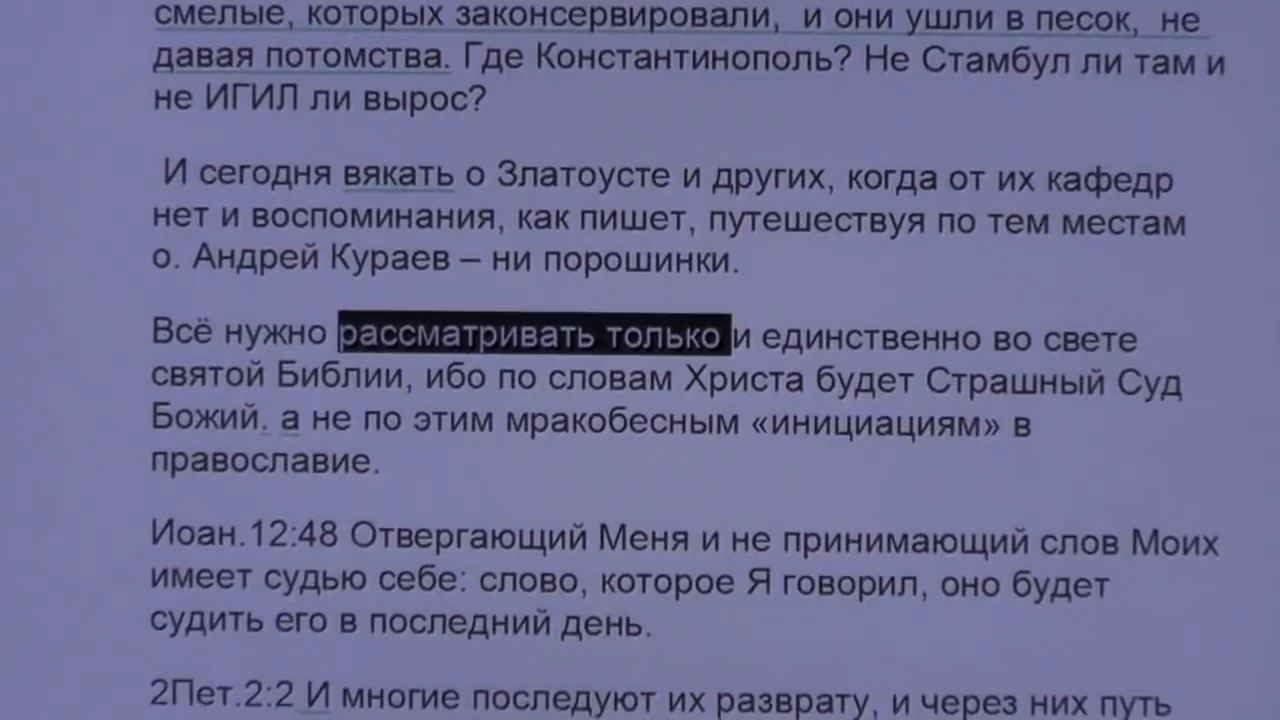 смелые, которых законсервировали, и они ушли в песок, не
давая потомства. Где Константинополь? Не Стамбул ли там и
не ИГИЛ ли вырос?
И сегодня вякать о Златоусте и других, когда от их кафедр
нет и воспоминания, как пишет, путешествуя по тем местам
о. Андрей Кураев – ни порошинки.
Всё нужно рассматривать только и единственно во свете
святой Библии, ибо по словам Христа будет Страшный Суд
Божий. а не по этим мракобесным «инициациям» в
православие.
Иоан.12:48 Отвергающий Меня и не принимающий слов Моих
имеет судью себе: слово, которое Я говорил, оно будет
судить его в последний день.
2Пет.2:2 И многие последуют их разврату, и через них путь